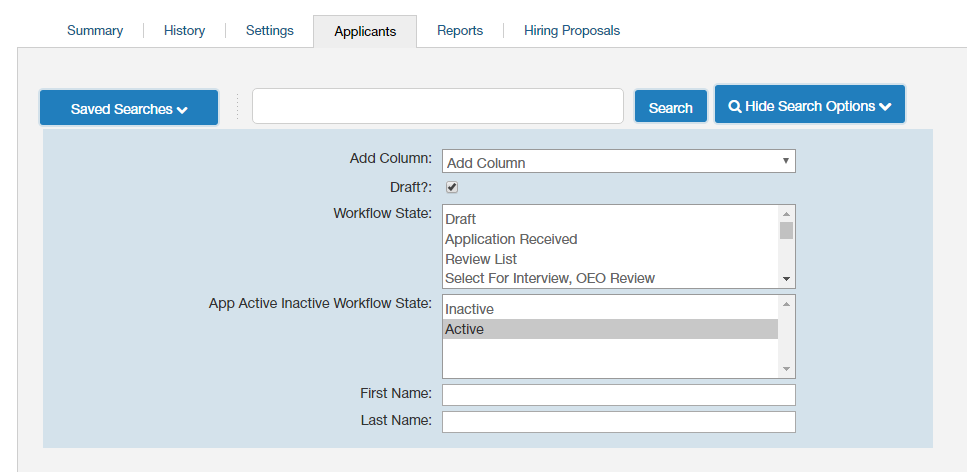 Summary History Settings Applicants Reports Hiring Proposals
Saved Searches Search Hide Search Options
Add Column: Add Column
Draft?:
Workflow State: Draft
Application Received
Review List
Select For Interview, OEO Review
App Active Inactive Workflow State: Inactive
Active
First Name:
Last Name: